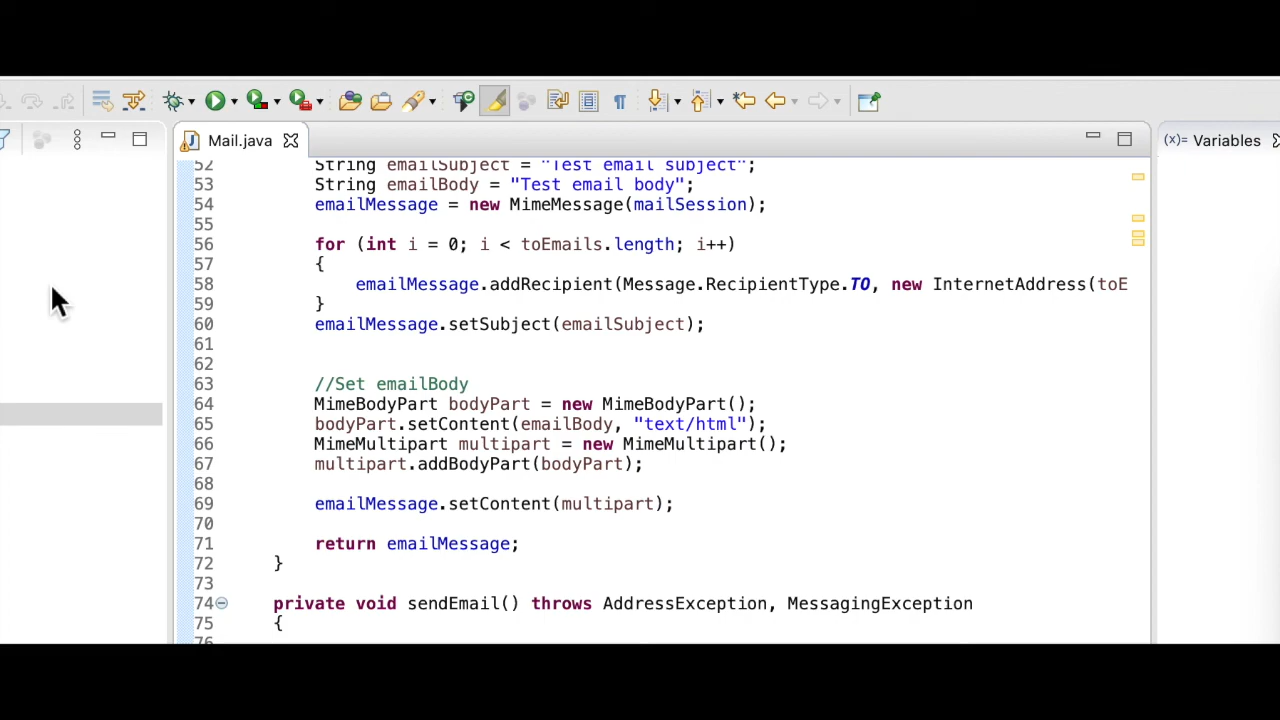 Mail.java
(x)= Variables
52 String emailSubject = "Test email subject";
53 String emailBody = "Test email body";
54 emailMessage = new MimeMessage(mailSession);
55
56 for (int i = 0; i < toEmails.length; i++)
57 {
58 emailMessage.addRecipient(Message.RecipientType.TO, new InternetAddress(toE
59 }
60 emailMessage.setSubject(emailSubject);
61
62
63 //Set emailBody
64 MimeBodyPart bodyPart = new MimeBodyPart();
65 bodyPart.setContent(emailBody, "text/html");
66 MimeMultipart multipart = new MimeMultipart();
67 multipart.addBodyPart(bodyPart);
68
69 emailMessage.setContent(multipart);
70
71 return emailMessage;
72 }
73
74 private void sendEmail() throws AddressException, MessagingException
75 {
76